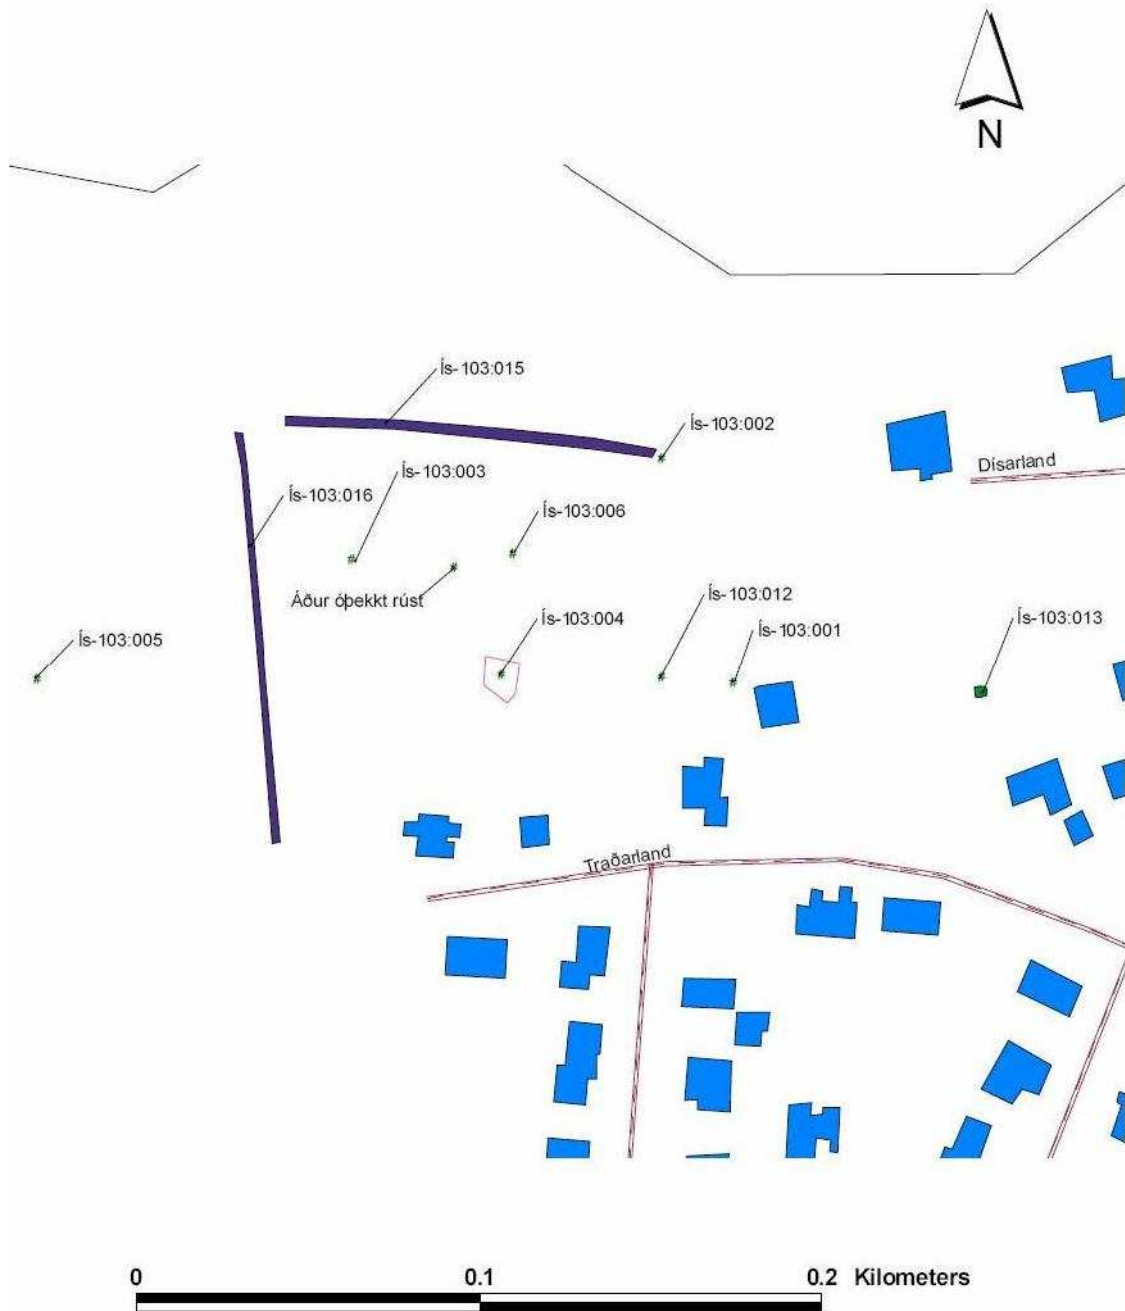 N
Ís-103:015
Ís-103:002
Ís-103:003
Dísarland
Ís-103:016
Ís-103:006
Áður óþekkt rúst
Ís-103:012
Ís-103:004
Ís-103:013
Ís-103:001
Ís-103:005
Traðarland
0 0.1 0.2 Kilometers